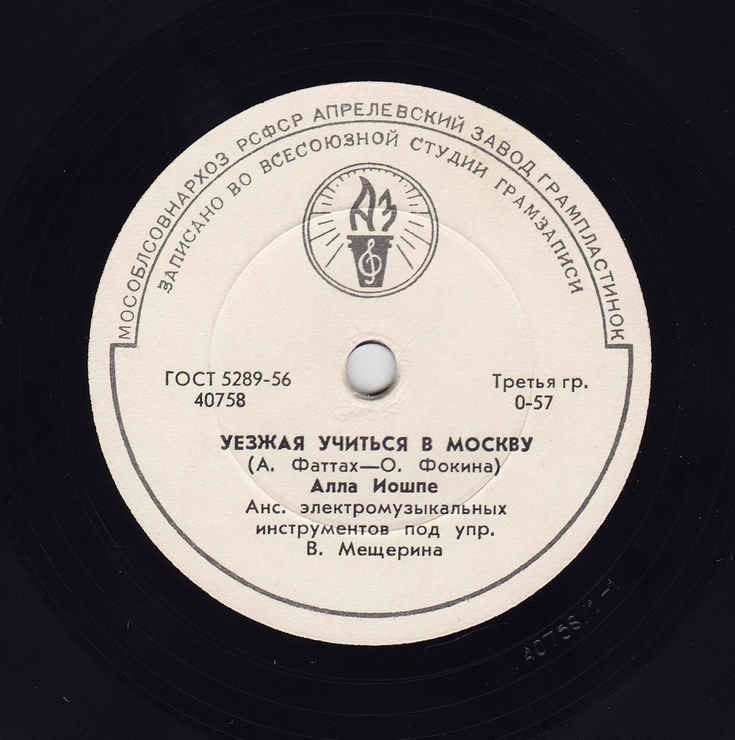 МОСОБЛСОВНАРХОЗ РСФСР АПРЕЛЕВСКИЙ ЗАВОД ГРАМПЛАСТИНОК
ЗАПИСАНО ВО ВСЕСОЮЗНОЙ СТУДИИ ГРАМЗАПИСИ
АЗ
ГОСТ 5289-56
40758
Третья гр.
0-57
УЕЗЖАЯ УЧИТЬСЯ В МОСКВУ
(А. Фаттах—О. Фокина)
Алла Иошпе
Анс. электромузыкальных
инструментов под упр.
В. Мещерина